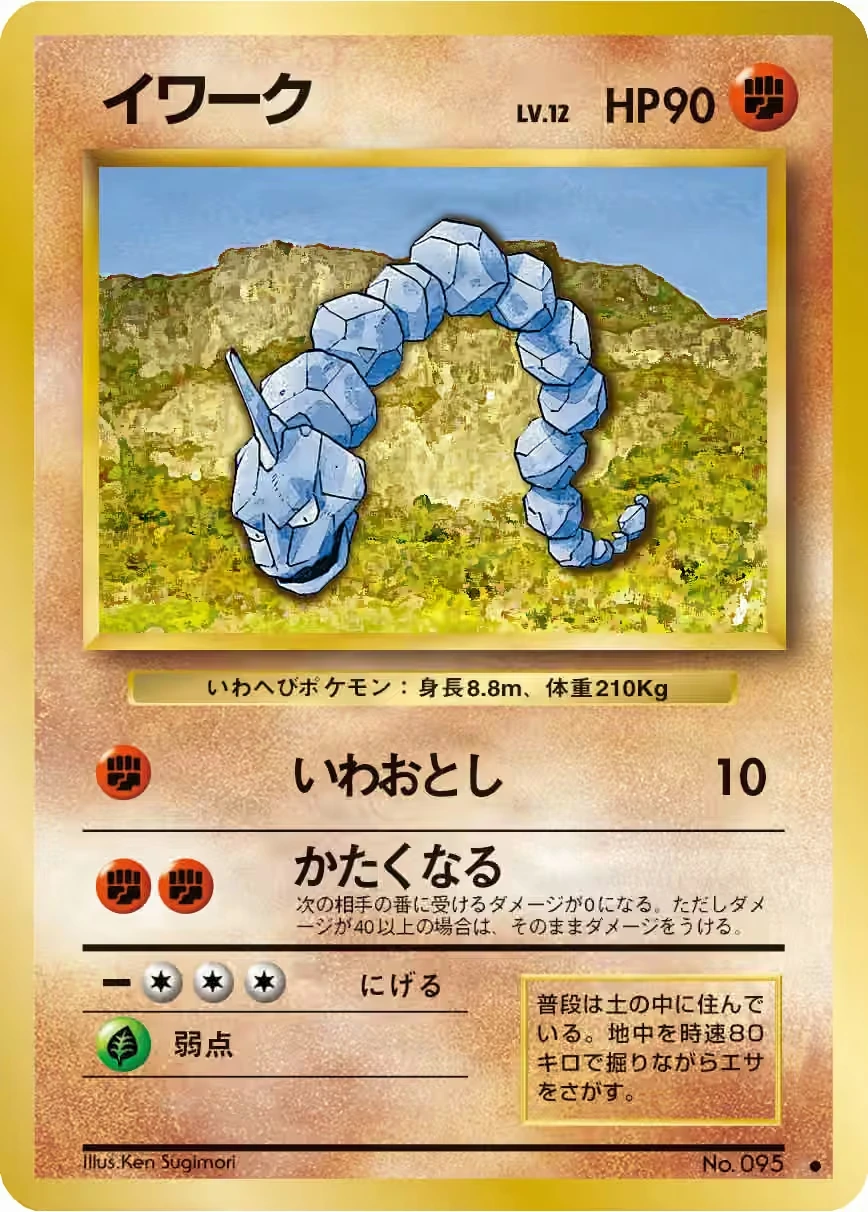 イワーク LV.12 HP90
いわへびポケモン：身長8.8m、体重210Kg
いわおとし 10
かたくなる
次の相手の番に受けるダメージが0になる。ただしダメ
ージが40以上の場合は、そのままダメージをうける。
ー にげる
弱点
普段は土の中に住んで
いる。地中を時速80
キロで掘りながらエサ
をさがす。
Illus.Ken Sugimori No. 095